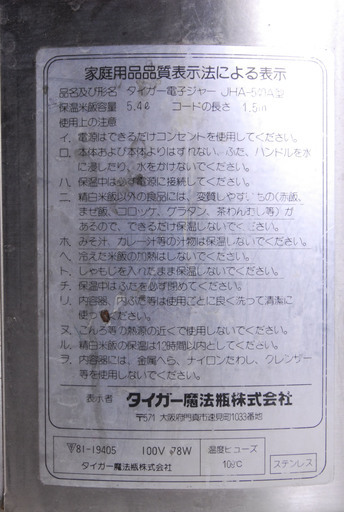 家庭用品品質表示法による表示
品名及び形名 タイガー電子ジャー JHA-
保温米飯容量 5.4ℓ コードの長さ 1.5m
使用上の注意
イ. 電源はできるだけコンセントを使用してください。
ロ. 本体および本体よりはずれない、ふた、ハンドルを水
に浸したり、水をかけないでください。
ハ. 保温中は必ず電源に接続してください。
ニ. 精白米飯以外の食品には、変質しやすいもの(赤飯、
まぜ飯、コロッケ、グラタン、茶わんむし等)が
あるので、できるだけ保温しないでください。
ホ. みそ汁、カレー汁等の汁物は保温しないでください。
ヘ. 冷えた米飯の加熱はしないでください。
ト. しゃもじを入れたまま保温しないでください。
チ. 保温中はふたを必ず閉めてください。
リ. 内容器、内ぶた等は使用ごとに良く洗って清潔に
使ってください。
ヌ. こんろ等の熱源の近くで使用しないでください。
ル. 精白米飯の保温は12時間以内としてください。
ヲ. 内容器には、金属へら、ナイロンたわし、クレンザー
等を使用しないでください。
表示者 タイガー魔法瓶株式会社
〒571 大阪府門真市速見町1033番地
81-19405 100V 78W 温度ヒューズ
タイガー魔法瓶株式会社 109℃ ステンレス